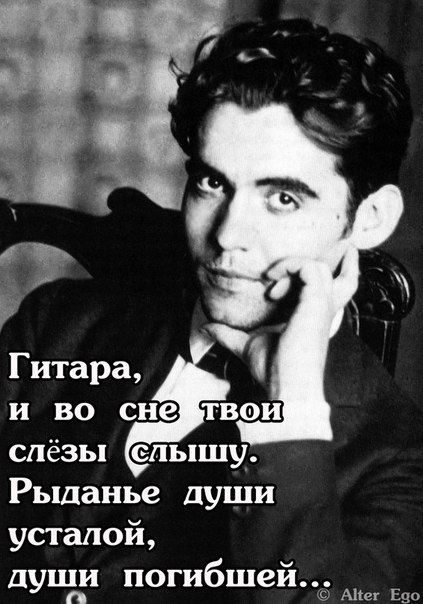 Гитара,
и во сне твои
слёзы слышу.
Рыданье души
усталой,
души погибшей...
© Alter Ego